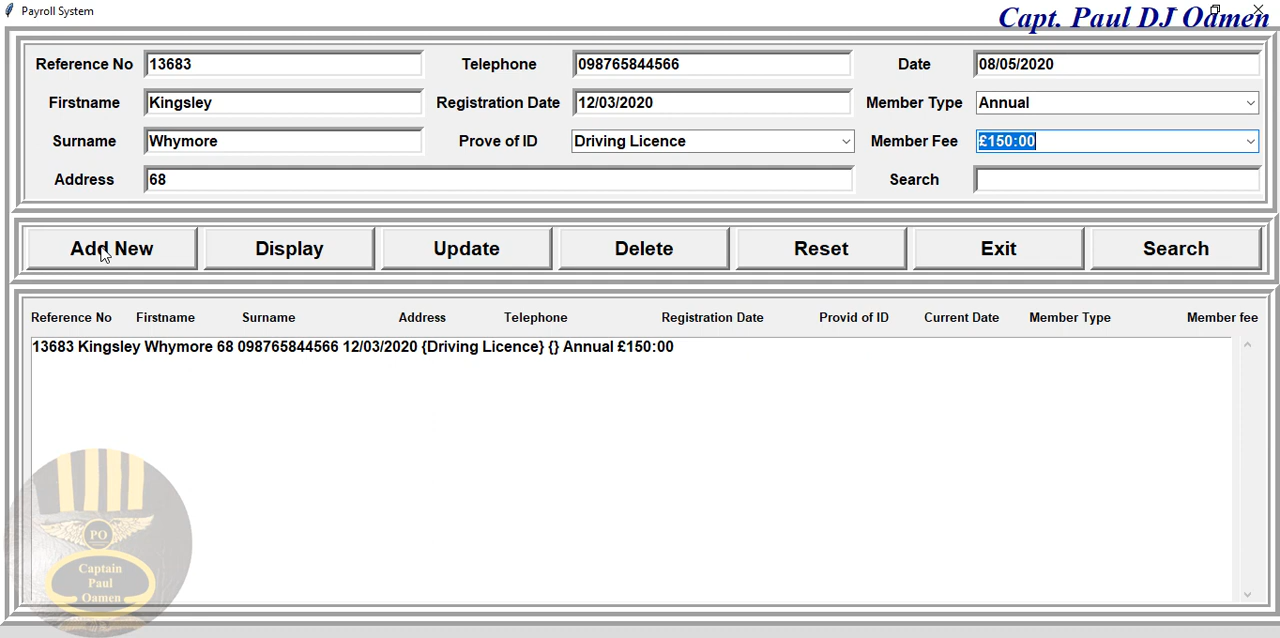 Payroll System
Capt. Paul DJ Oamen
Reference No 13683 Telephone 098765844566 Date 08/05/2020
Firstname Kingsley Registration Date 12/03/2020 Member Type Annual
Surname Whymore Prove of ID Driving Licence Member Fee £150:00
Address 68 Search
Add New Display Update Delete Reset Exit Search
Reference No Firstname Surname Address Telephone Registration Date Provid of ID Current Date Member Type Member fee
13683 Kingsley Whymore 68 098765844566 12/03/2020 {Driving Licence} {} Annual £150:00
PO
Captain
Paul
Oamen